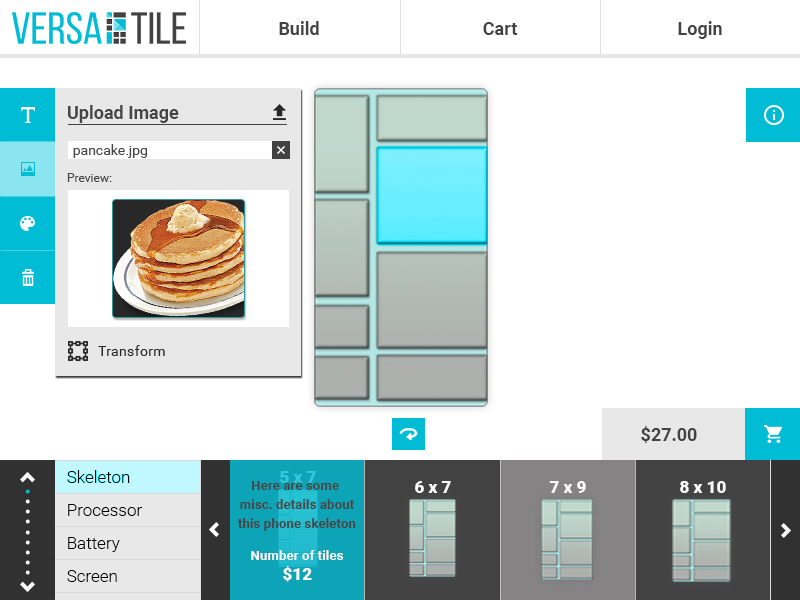 VERSA TILE
Build
Cart
Login
T
Upload Image
pancake.jpg
Preview:
Transform
$27.00
Skeleton
Processor
Battery
Screen
5 x 7
Here are some
misc. details about
this phone skeleton
Number of tiles
$12
6 x 7
7 x 9
8 x 10